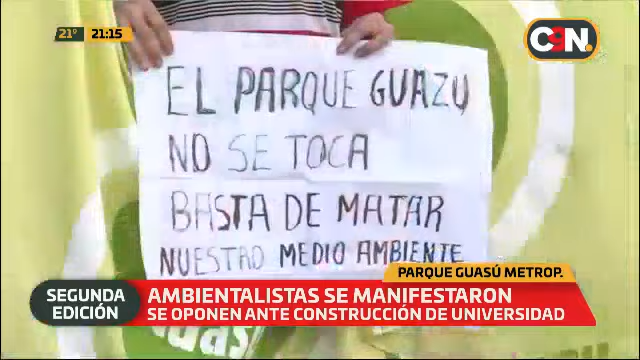 21° 21:15
C9N.
EL PARQUE GUAZU
NO SE TOCA
BASTA DE MATAR
NUESTRO MEDIO AMBIENTE
PARQUE GUASÚ METROP.
SEGUNDA
EDICIÓN
AMBIENTALISTAS SE MANIFESTARON
SE OPONEN ANTE CONSTRUCCIÓN DE UNIVERSIDAD